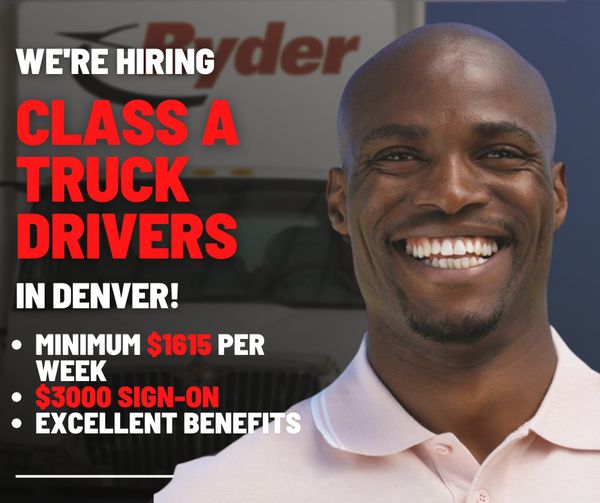 Ryder
WE'RE HIRING
CLASS A
TRUCK
DRIVERS
IN DENVER!
• MINIMUM $1615 PER
WEEK
• $3000 SIGN-ON
• EXCELLENT BENEFITS